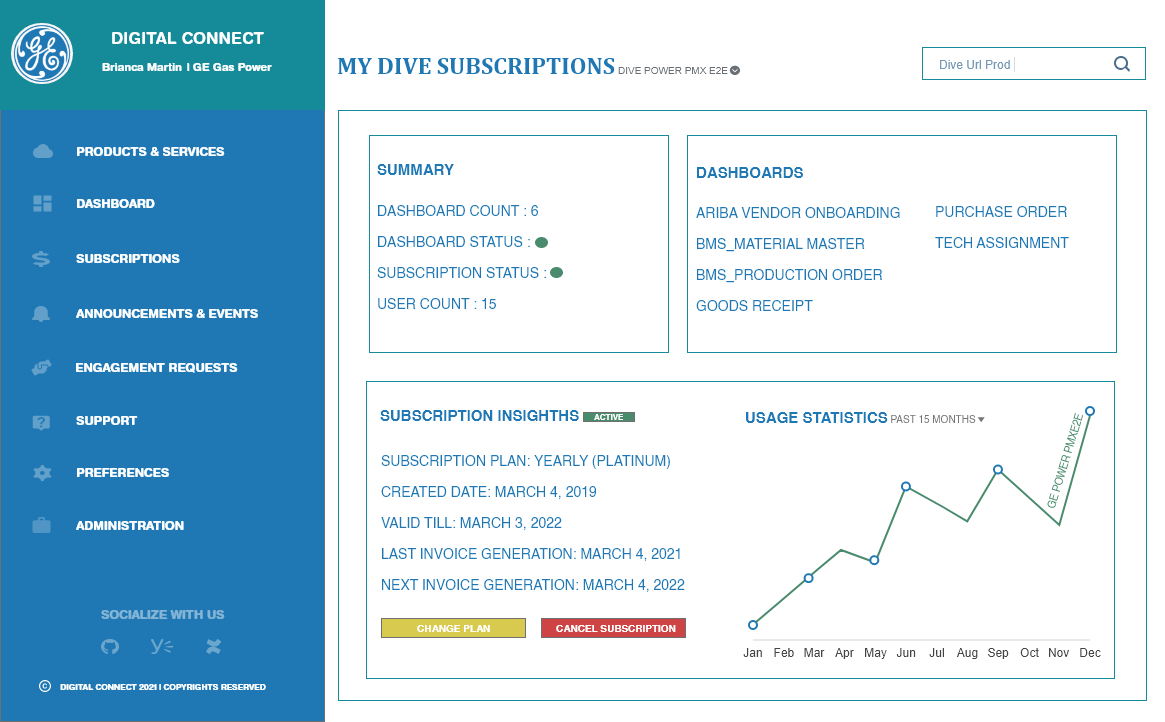 GE
DIGITAL CONNECT
Brianca Martin | GE Gas Power
PRODUCTS & SERVICES
DASHBOARD
SUBSCRIPTIONS
ANNOUNCEMENTS & EVENTS
ENGAGEMENT REQUESTS
SUPPORT
PREFERENCES
ADMINISTRATION
SOCIALIZE WITH US
© DIGITAL CONNECT 2021 | COPYRIGHTS RESERVED
MY DIVE SUBSCRIPTIONS DIVE POWER PMX E2E
Dive Url Prod
SUMMARY
DASHBOARD COUNT : 6
DASHBOARD STATUS :
SUBSCRIPTION STATUS :
USER COUNT : 15
DASHBOARDS
ARIBA VENDOR ONBOARDING
BMS_MATERIAL MASTER
BMS_PRODUCTION ORDER
GOODS RECEIPT
PURCHASE ORDER
TECH ASSIGNMENT
SUBSCRIPTION INSIGHTHS ACTIVE
SUBSCRIPTION PLAN: YEARLY (PLATINUM)
CREATED DATE: MARCH 4, 2019
VALID TILL: MARCH 3, 2022
LAST INVOICE GENERATION: MARCH 4, 2021
NEXT INVOICE GENERATION: MARCH 4, 2022
CHANGE PLAN CANCEL SUBSCRIPTION
USAGE STATISTICS PAST 15 MONTHS
GE POWER PMXE2E
Jan Feb Mar Apr May Jun Jul Aug Sep Oct Nov Dec